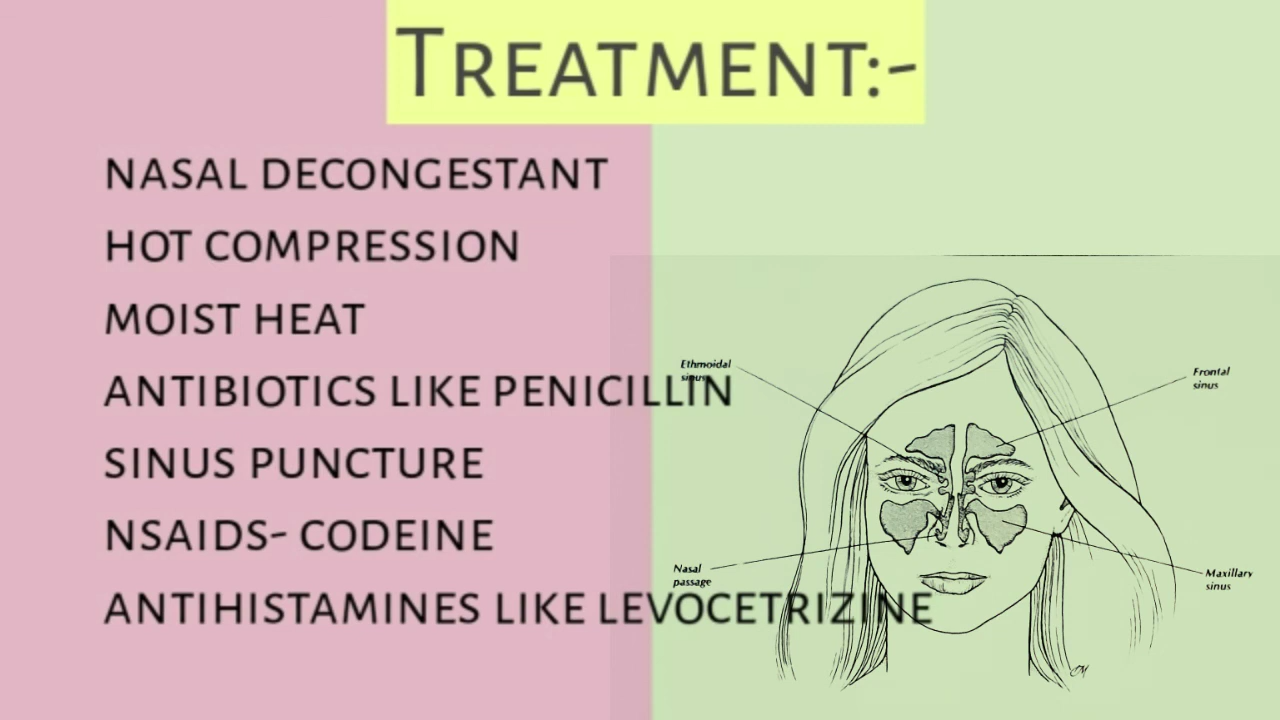 TREATMENT:-
NASAL DECONGESTANT
HOT COMPRESSION
MOIST HEAT
ANTIBIOTICS LIKE PENICILLIN
SINUS PUNCTURE
NSAIDS- CODEINE
ANTIHISTAMINES LIKE LEVOCETRIZINE
Ethmoidal
sinus
Frontal
sinus
Nasal
passage
Maxillary
sinus